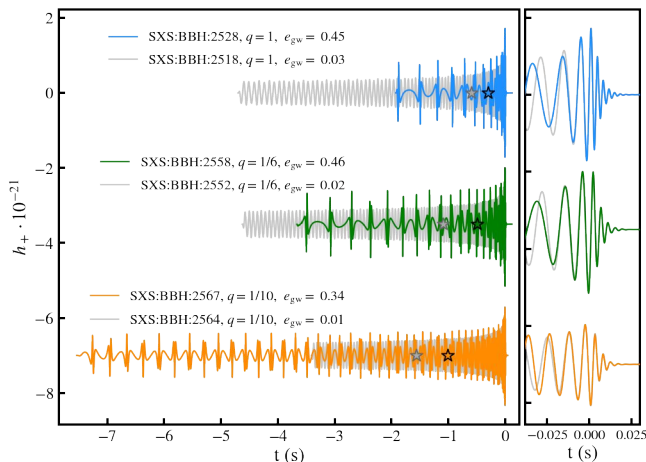 2
SXS:BBH:2528, q = 1, e_gw = 0.45
SXS:BBH:2518, q = 1, e_gw = 0.03
0
SXS:BBH:2558, q = 1/6, e_gw = 0.46
SXS:BBH:2552, q = 1/6, e_gw = 0.02
−2
h₊ · 10⁻²¹
−4
SXS:BBH:2567, q = 1/10, e_gw = 0.34
SXS:BBH:2564, q = 1/10, e_gw = 0.01
−6
−8
−7 −6 −5 −4 −3 −2 −1 0
t (s)
−0.025 0.000 0.025
t (s)